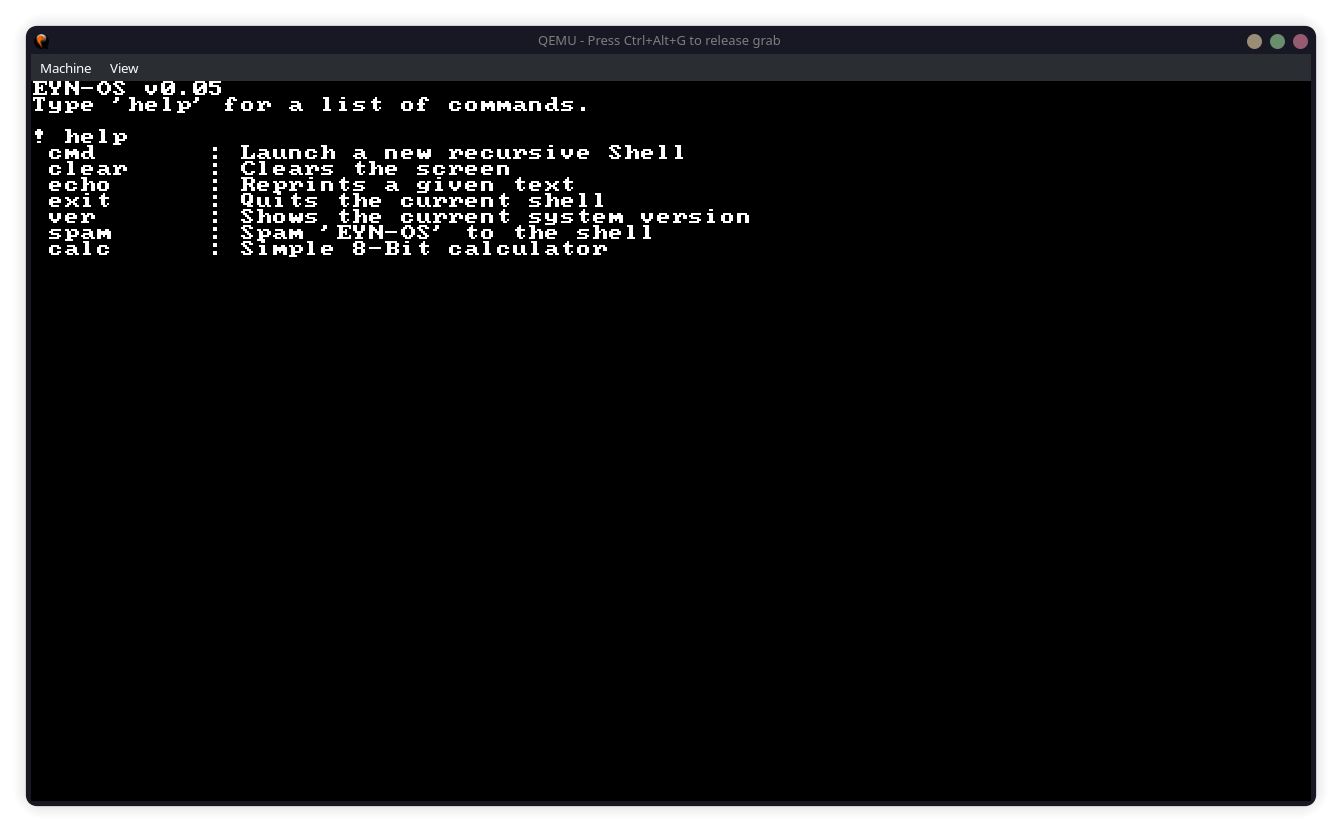 QEMU - Press Ctrl+Alt+G to release grab
Machine View
EYN-OS v0.05
Type 'help' for a list of commands.
! help
cmd : Launch a new recursive Shell
clear : Clears the screen
echo : Reprints a given text
exit : Quits the current shell
ver : Shows the current system version
spam : Spam 'EYN-OS' to the shell
calc : Simple 8-Bit calculator